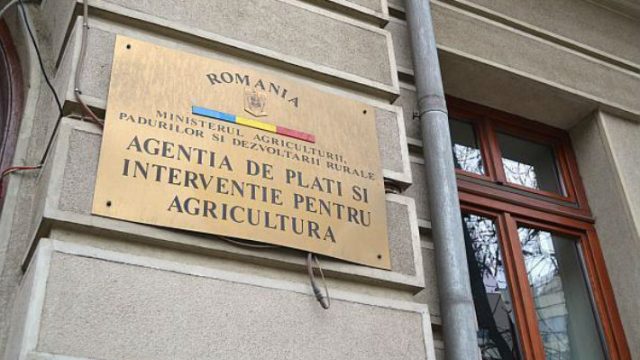 ROMANIA
MINISTERUL AGRICULTURII,
PADURILOR SI DEZVOLTARII RURALE
AGENTIA DE PLATI SI
INTERVENTIE PENTRU
AGRICULTURA